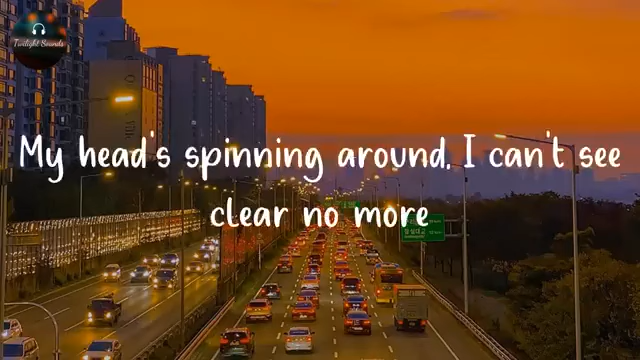 Twilight Sounds
My head's spinning around, I can't see
clear no more